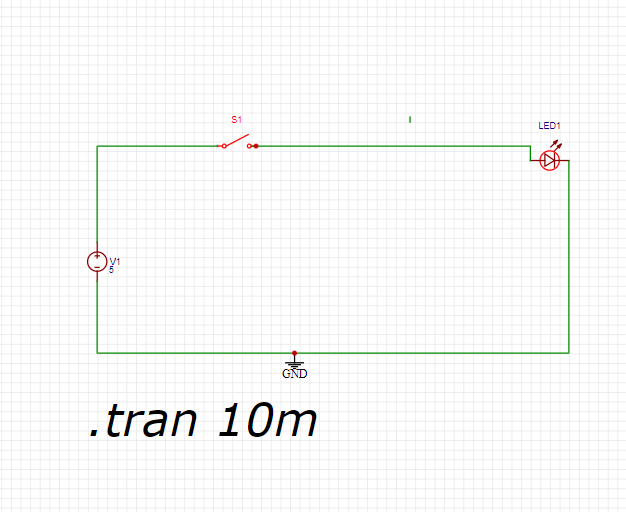 S1
LED1
V1
5
GND
.tran 10m